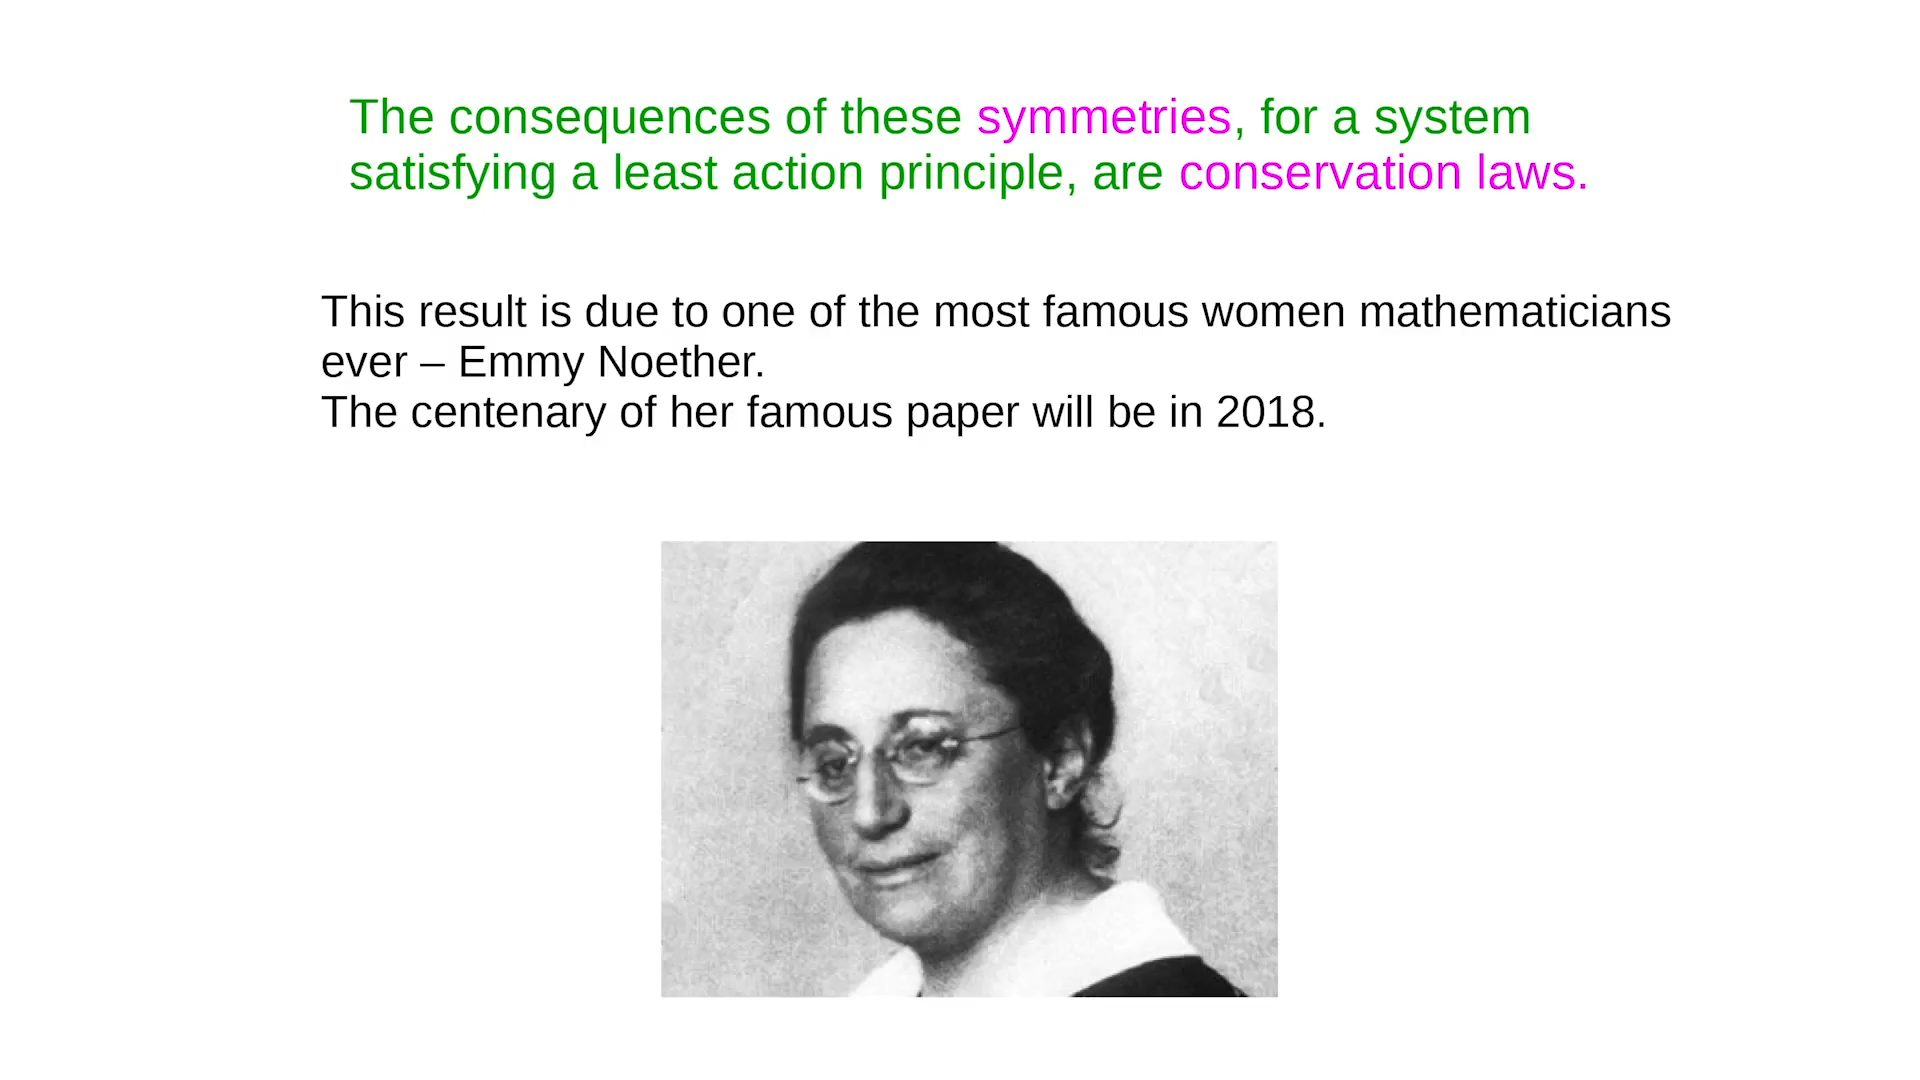 The consequences of these symmetries, for a system
satisfying a least action principle, are conservation laws.
This result is due to one of the most famous women mathematicians
ever – Emmy Noether.
The centenary of her famous paper will be in 2018.